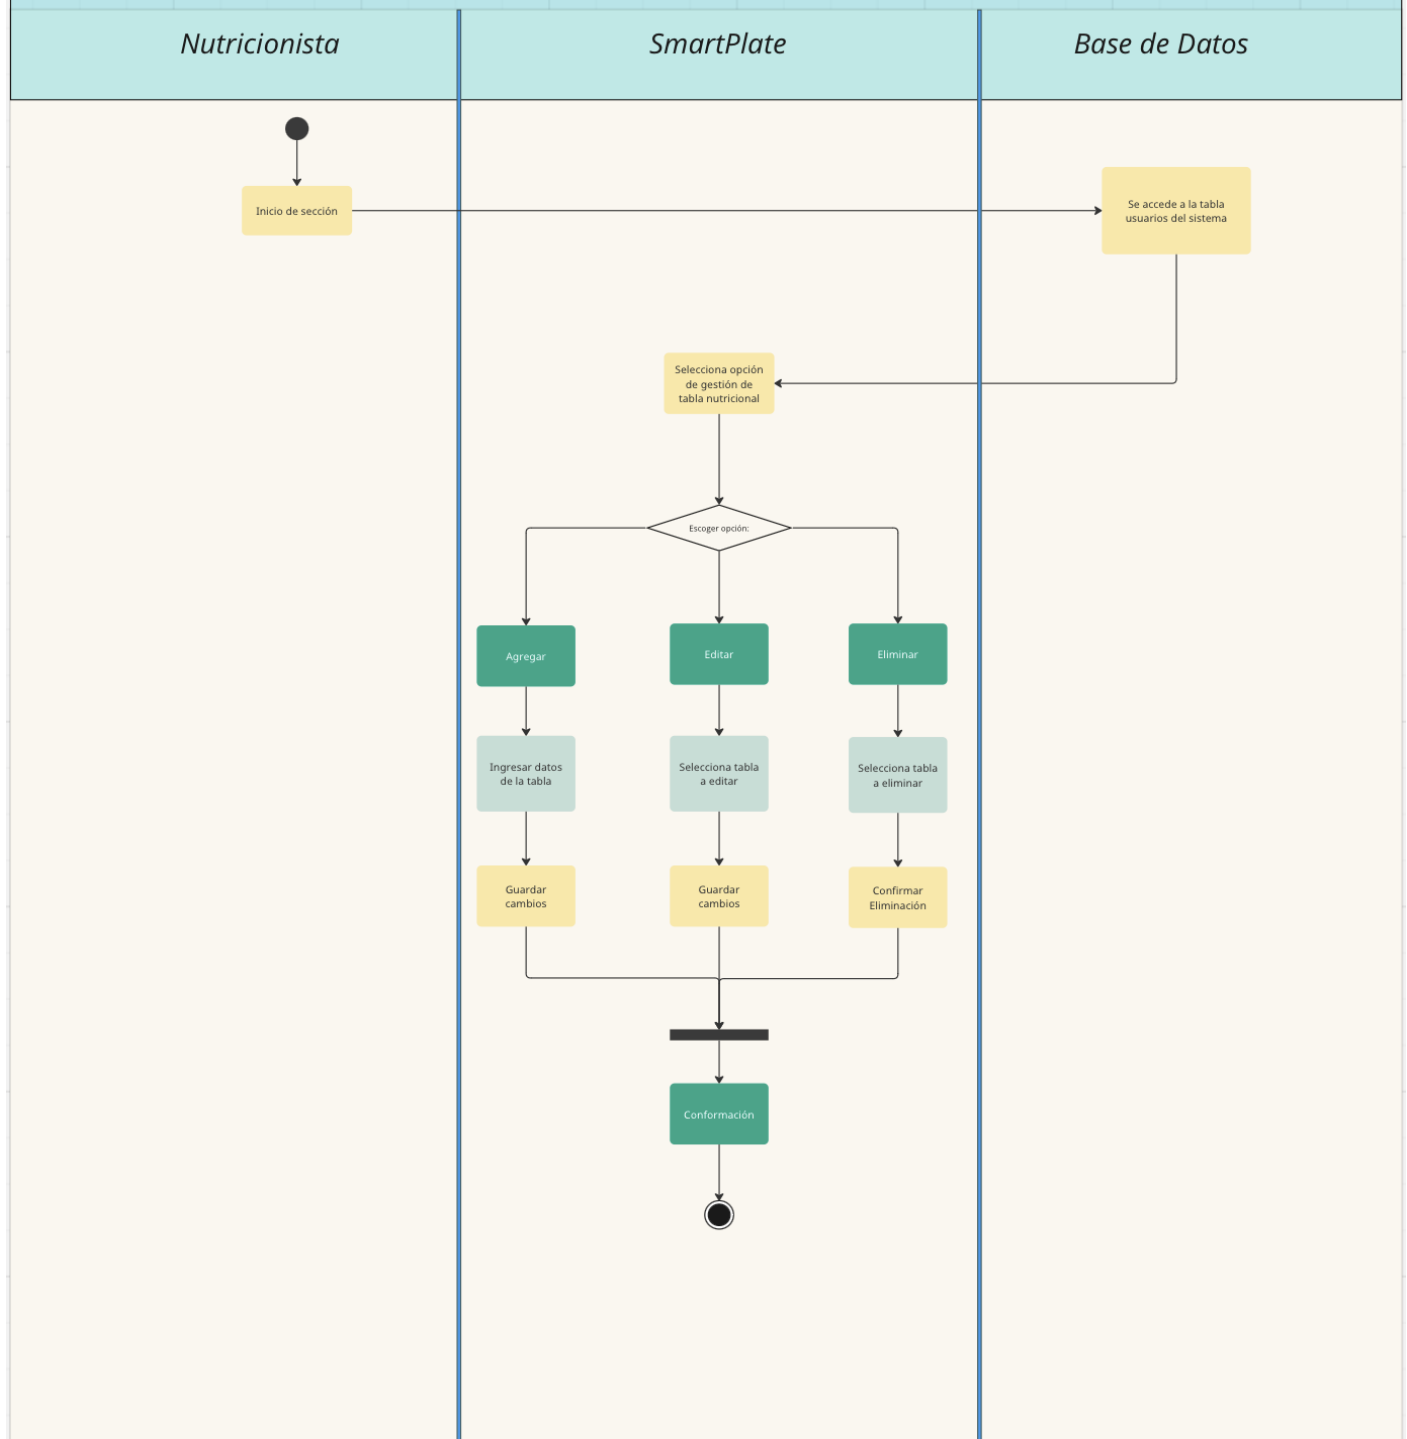 Nutricionista
SmartPlate
Base de Datos
Inicio de sección
Se accede a la tabla
usuarios del sistema
Selecciona opción
de gestión de
tabla nutricional
Escoger opción:
Agregar
Editar
Eliminar
Ingresar datos
de la tabla
Selecciona tabla
a editar
Selecciona tabla
a eliminar
Guardar
cambios
Guardar
cambios
Confirmar
Eliminación
Conformación